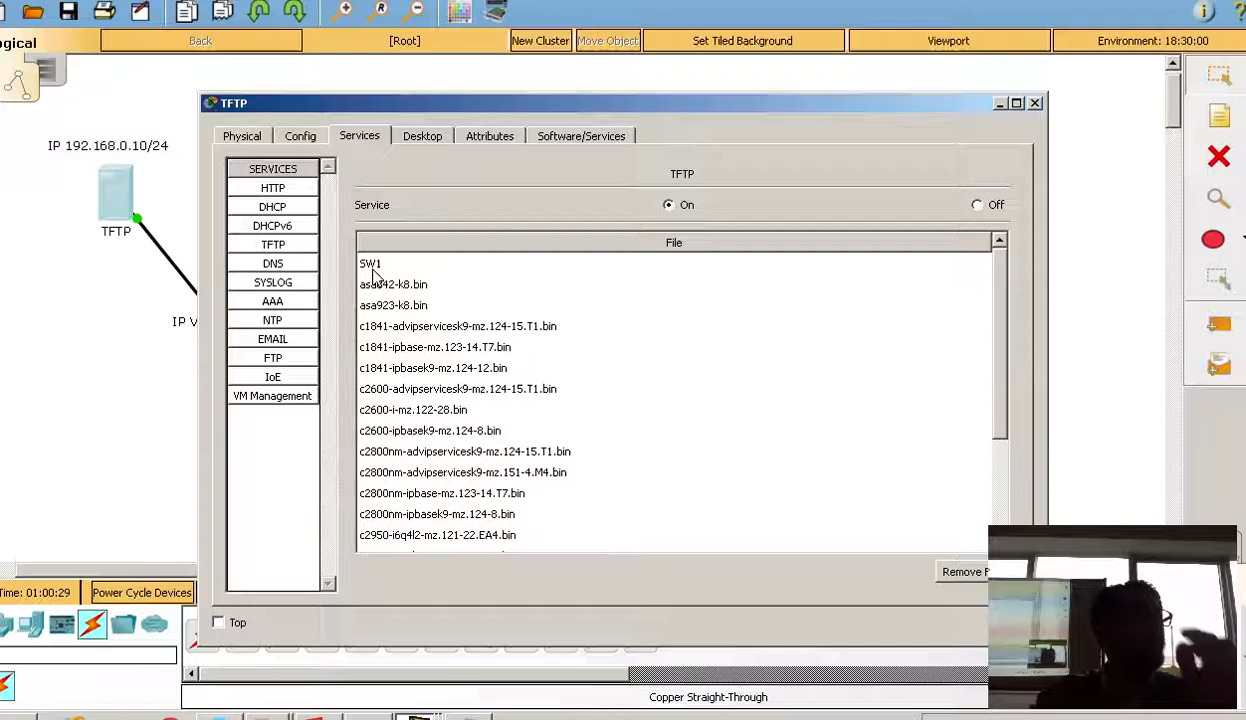 ogical
Back
[Root]
New Cluster
Move Object
Set Tiled Background
Viewport
Environment: 18:30:00
IP 192.168.0.10/24
TFTP
IP V
TFTP
Physical
Config
Services
Desktop
Attributes
Software/Services
SERVICES
HTTP
DHCP
DHCPv6
TFTP
DNS
SYSLOG
AAA
NTP
EMAIL
FTP
IoE
VM Management
TFTP
Service
On
Off
File
SW1
asa842-k8.bin
asa923-k8.bin
c1841-advipservicesk9-mz.124-15.T1.bin
c1841-ipbase-mz.123-14.T7.bin
c1841-ipbasek9-mz.124-12.bin
c2600-advipservicesk9-mz.124-15.T1.bin
c2600-i-mz.122-28.bin
c2600-ipbasek9-mz.124-8.bin
c2800nm-advipservicesk9-mz.124-15.T1.bin
c2800nm-advipservicesk9-mz.151-4.M4.bin
c2800nm-ipbase-mz.123-14.T7.bin
c2800nm-ipbasek9-mz.124-8.bin
c2950-i6q4l2-mz.121-22.EA4.bin
Remove F
Top
Time: 01:00:29
Power Cycle Devices
Copper Straight-Through